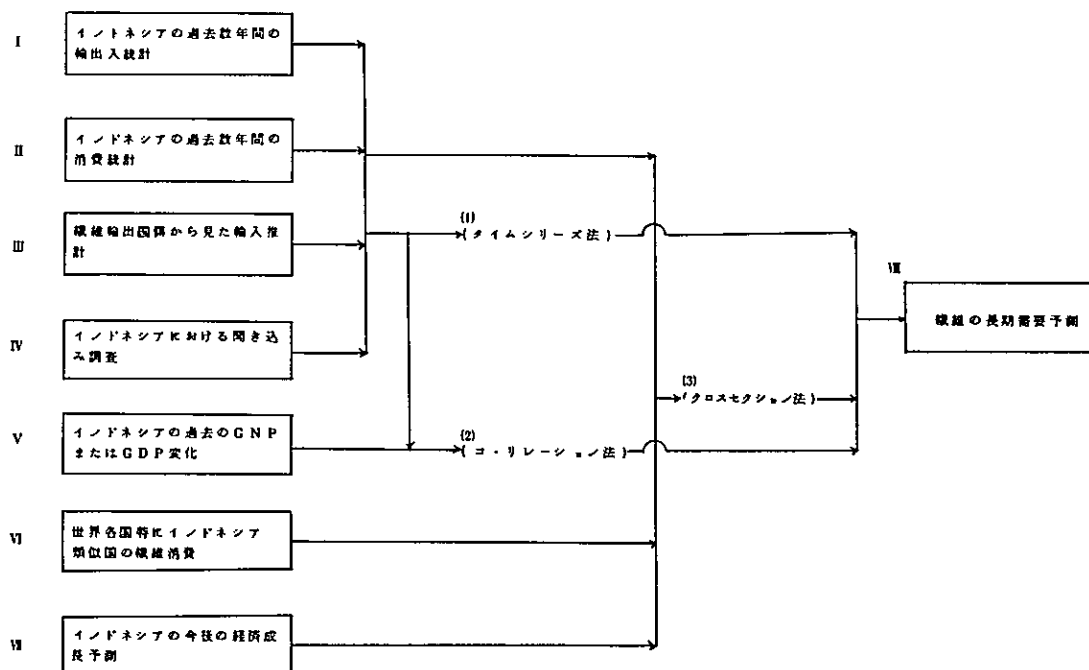 I
インドネシアの過去数年間の
輸出入統計
II
インドネシアの過去数年間の
消費統計
III
繊維輸出国側から見た輸入推
計
IV
インドネシアにおける聞き込
み調査
V
インドネシアの過去のGNP
またはGDP変化
VI
世界各国特にインドネシア
類似国の繊維消費
VII
インドネシアの今後の経済成
長予測
(1)
(タイムシリーズ法)
(2)
(コ・リレーション法)
(3)
(クロスセクション法)
VIII
繊維の長期需要予測